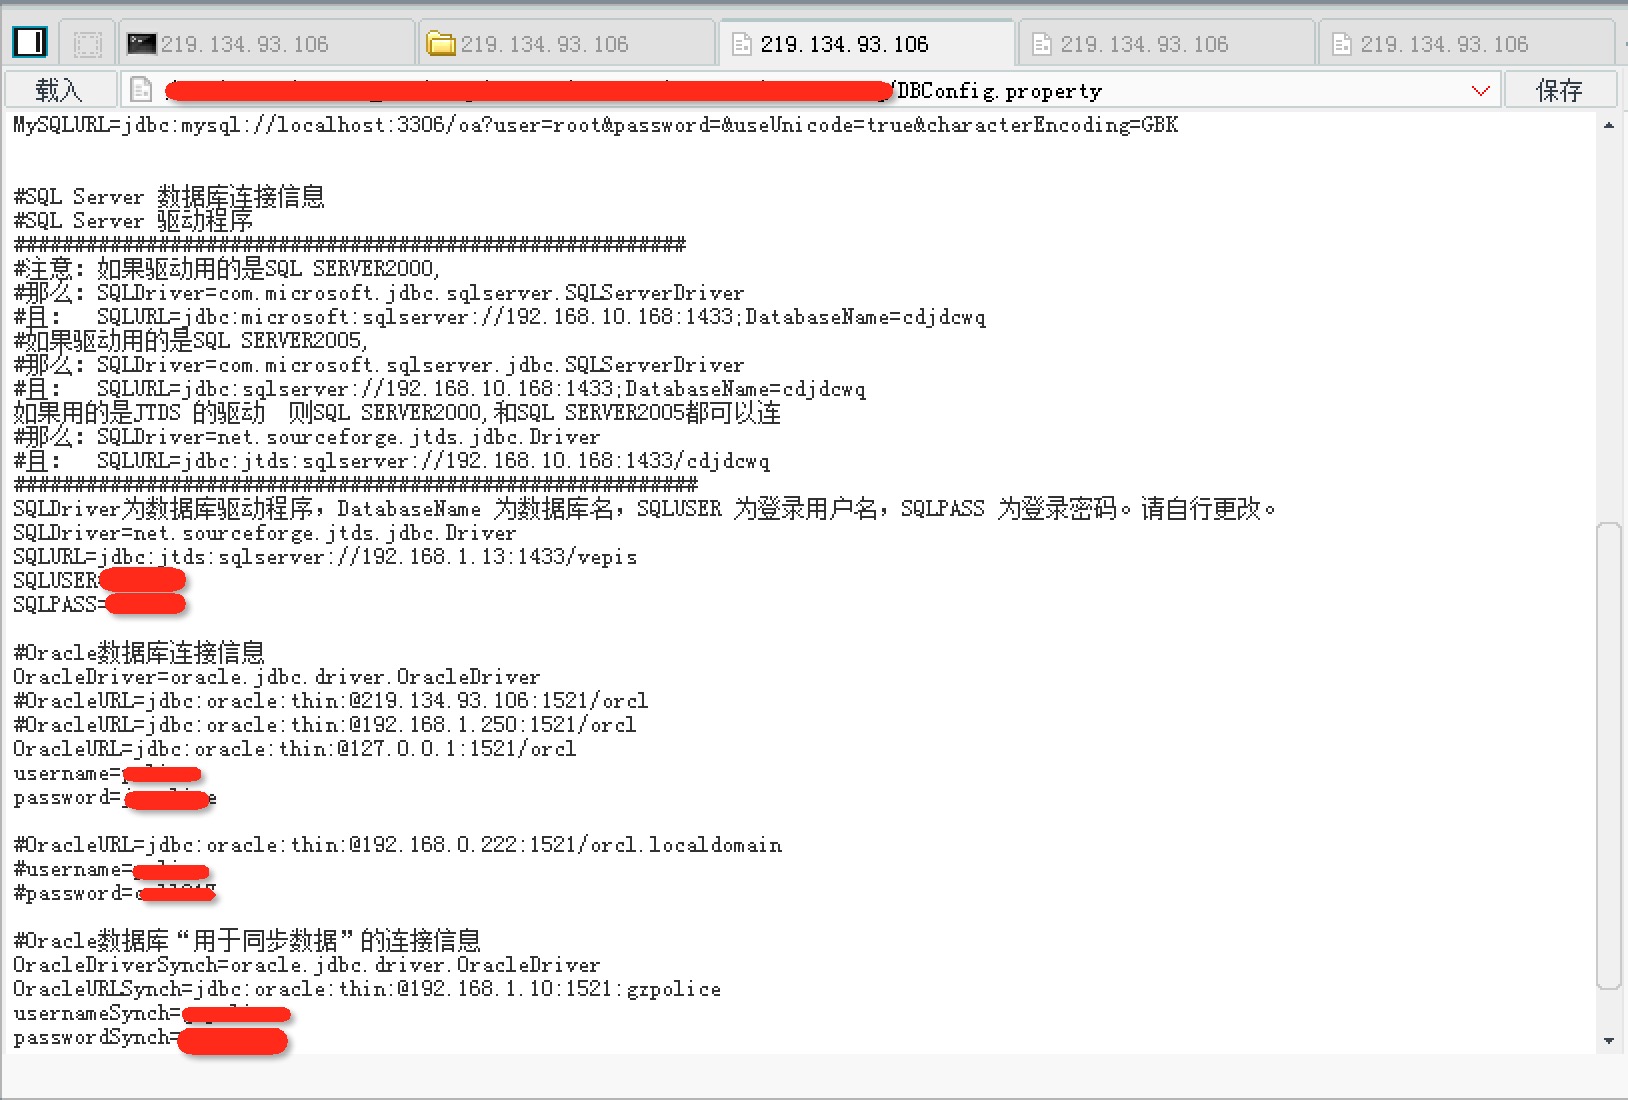 219.134.93.106 219.134.93.106 219.134.93.106 219.134.93.106 219.134.93.106
载入 /DBConfig.property 保存
MySQLURL=jdbc:mysql://localhost:3306/oa?user=root&password=&useUnicode=true&characterEncoding=GBK
#SQL Server 数据库连接信息
#SQL Server 驱动程序
########################################################
#注意: 如果驱动用的是SQL SERVER2000,
#那么: SQLDriver=com.microsoft.jdbc.sqlserver.SQLServerDriver
#且: SQLURL=jdbc:microsoft:sqlserver://192.168.10.168:1433;DatabaseName=cdjdcwq
#如果驱动用的是SQL SERVER2005,
#那么: SQLDriver=com.microsoft.sqlserver.jdbc.SQLServerDriver
#且: SQLURL=jdbc:sqlserver://192.168.10.168:1433;DatabaseName=cdjdcwq
如果用的是JTDS 的驱动 则SQL SERVER2000,和SQL SERVER2005都可以连
#那么: SQLDriver=net.sourceforge.jtds.jdbc.Driver
#且: SQLURL=jdbc:jtds:sqlserver://192.168.10.168:1433/cdjdcwq
#########################################################
SQLDriver为数据库驱动程序，DatabaseName 为数据库名，SQLUSER 为登录用户名，SQLPASS 为登录密码。请自行更改。
SQLDriver=net.sourceforge.jtds.jdbc.Driver
SQLURL=jdbc:jtds:sqlserver://192.168.1.13:1433/vepis
SQLUSER
SQLPASS=
#Oracle数据库连接信息
OracleDriver=oracle.jdbc.driver.OracleDriver
#OracleURL=jdbc:oracle:thin:@219.134.93.106:1521/orcl
#OracleURL=jdbc:oracle:thin:@192.168.1.250:1521/orcl
OracleURL=jdbc:oracle:thin:@127.0.0.1:1521/orcl
username=
password=
#OracleURL=jdbc:oracle:thin:@192.168.0.222:1521/orcl.localdomain
#username=
#password=
#Oracle数据库“用于同步数据”的连接信息
OracleDriverSynch=oracle.jdbc.driver.OracleDriver
OracleURLSynch=jdbc:oracle:thin:@192.168.1.10:1521:gzpolice
usernameSynch=
passwordSynch=